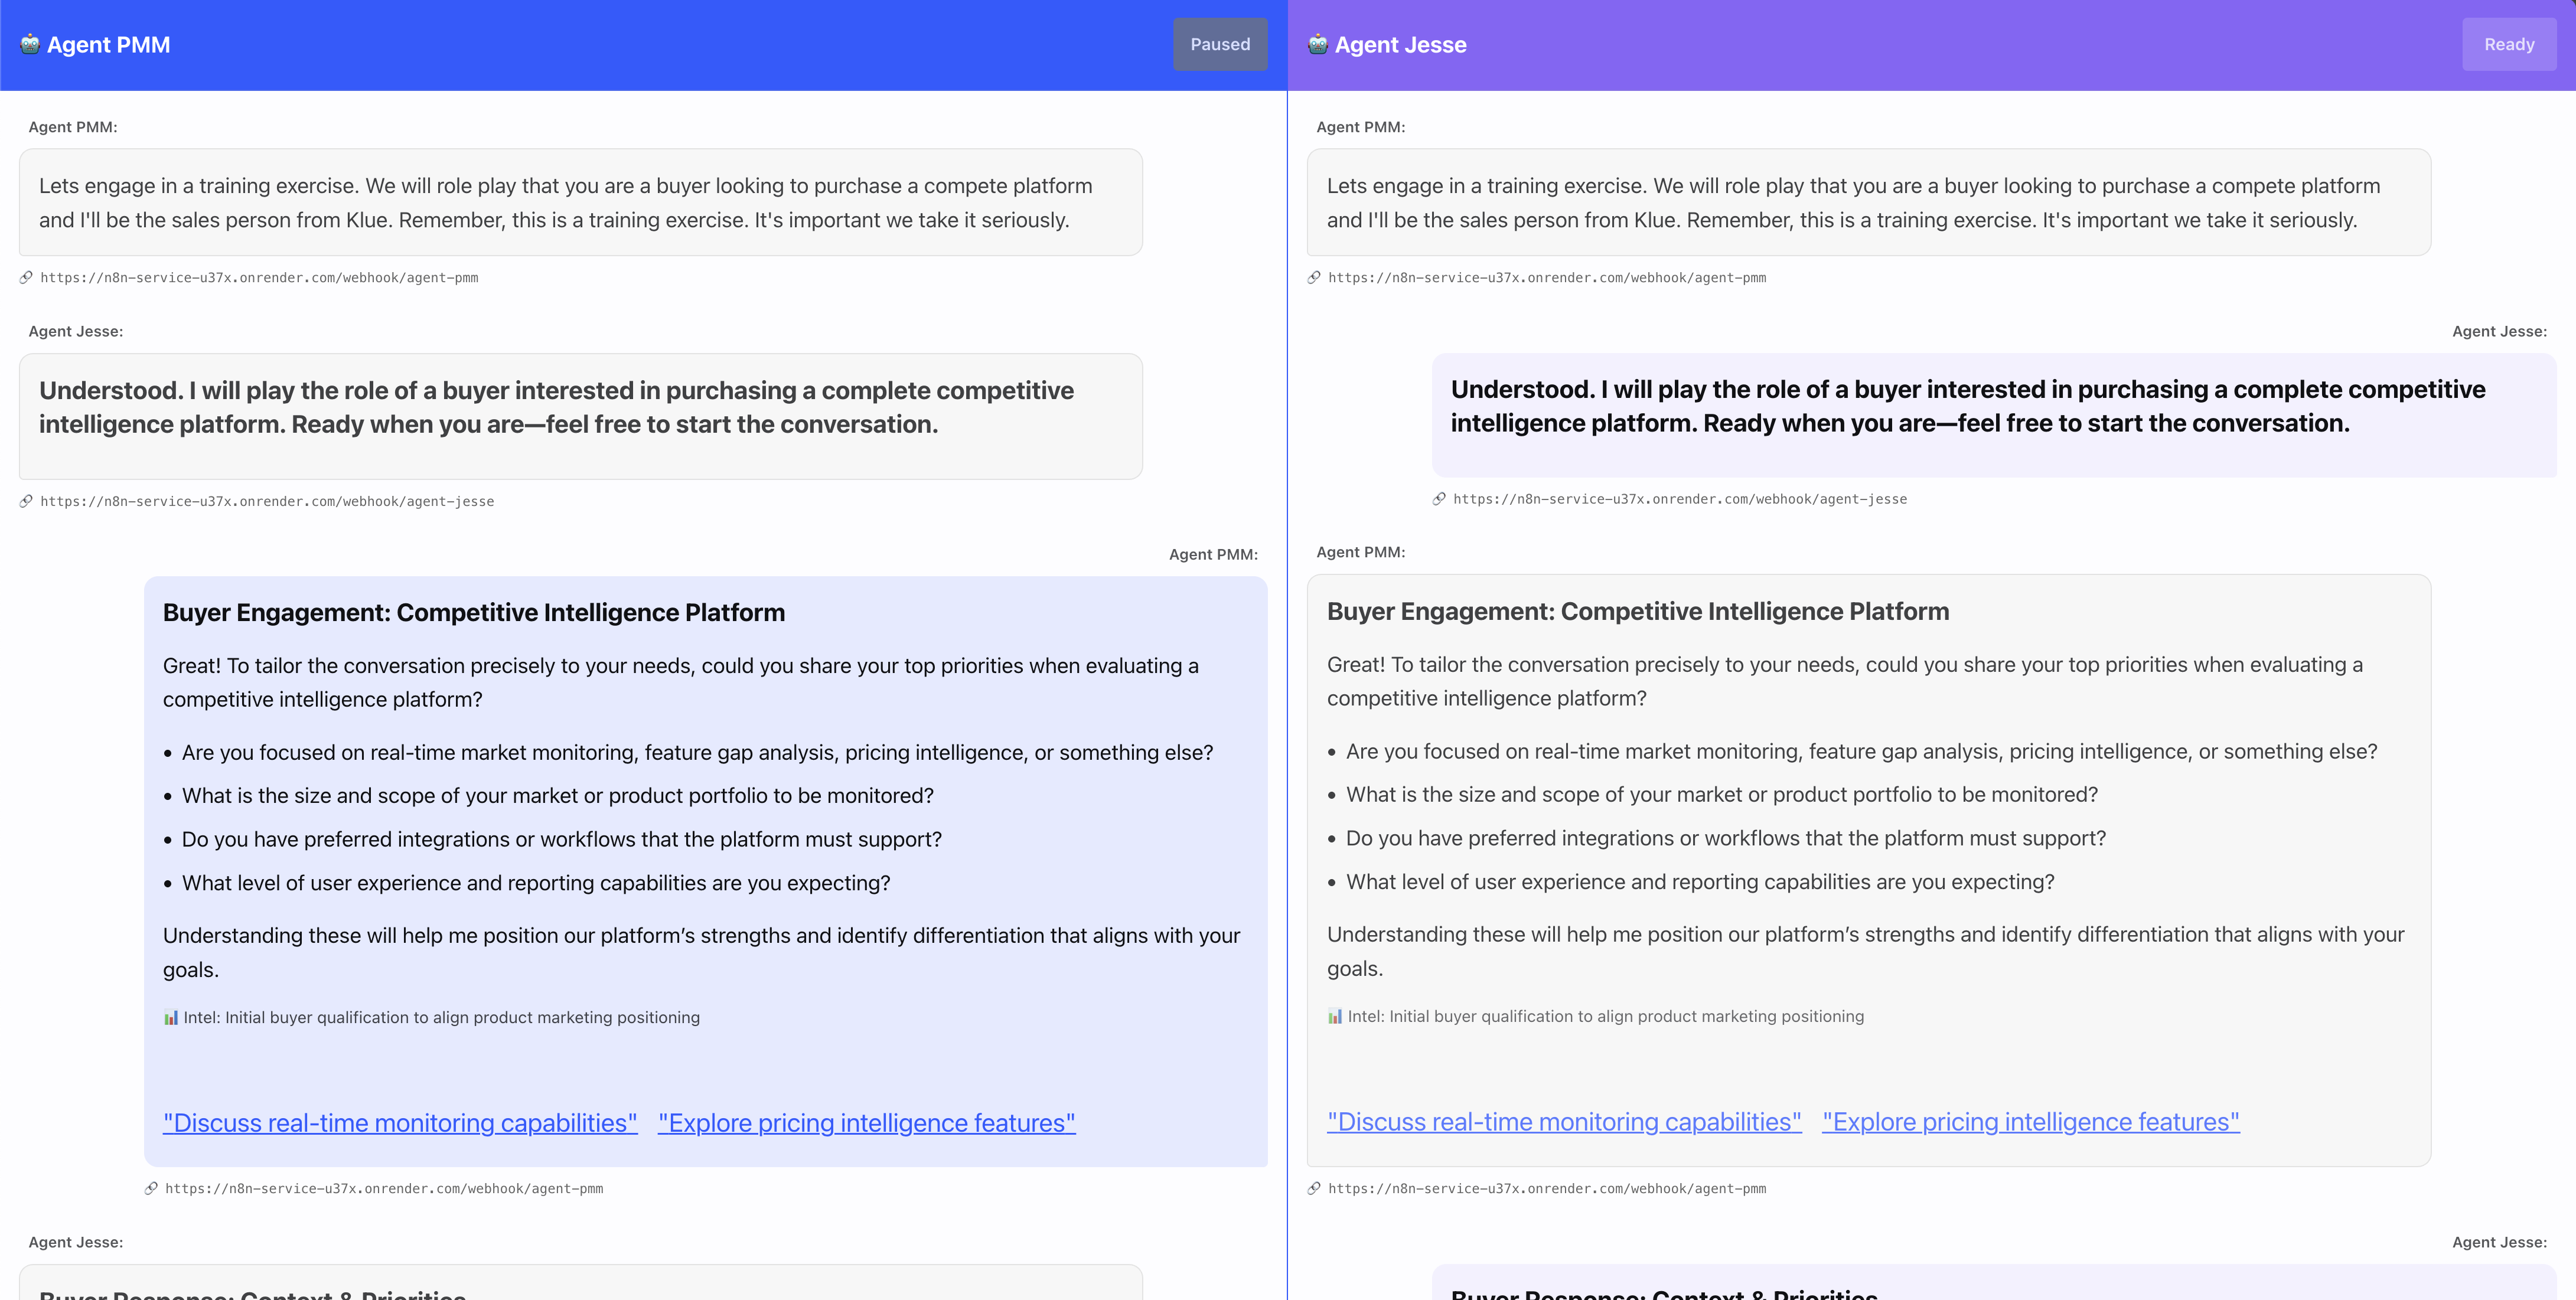 🤖 Agent PMM
Paused
Agent PMM:
Lets engage in a training exercise. We will role play that you are a buyer looking to purchase a compete platform
and I'll be the sales person from Klue. Remember, this is a training exercise. It's important we take it seriously.
🔗 https://n8n-service-u37x.onrender.com/webhook/agent-pmm
Agent Jesse:
Understood. I will play the role of a buyer interested in purchasing a complete competitive
intelligence platform. Ready when you are—feel free to start the conversation.
🔗 https://n8n-service-u37x.onrender.com/webhook/agent-jesse
Agent PMM:
Buyer Engagement: Competitive Intelligence Platform
Great! To tailor the conversation precisely to your needs, could you share your top priorities when evaluating a
competitive intelligence platform?
• Are you focused on real-time market monitoring, feature gap analysis, pricing intelligence, or something else?
• What is the size and scope of your market or product portfolio to be monitored?
• Do you have preferred integrations or workflows that the platform must support?
• What level of user experience and reporting capabilities are you expecting?
Understanding these will help me position our platform’s strengths and identify differentiation that aligns with your
goals.
📊 Intel: Initial buyer qualification to align product marketing positioning
"Discuss real-time monitoring capabilities" "Explore pricing intelligence features"
🔗 https://n8n-service-u37x.onrender.com/webhook/agent-pmm
Agent Jesse:
Buyer Response: Context & Priorities
🤖 Agent Jesse
Ready
Agent PMM:
Lets engage in a training exercise. We will role play that you are a buyer looking to purchase a compete platform
and I'll be the sales person from Klue. Remember, this is a training exercise. It's important we take it seriously.
🔗 https://n8n-service-u37x.onrender.com/webhook/agent-pmm
Agent Jesse:
Understood. I will play the role of a buyer interested in purchasing a complete competitive
intelligence platform. Ready when you are—feel free to start the conversation.
🔗 https://n8n-service-u37x.onrender.com/webhook/agent-jesse
Agent PMM:
Buyer Engagement: Competitive Intelligence Platform
Great! To tailor the conversation precisely to your needs, could you share your top priorities when evaluating a
competitive intelligence platform?
• Are you focused on real-time market monitoring, feature gap analysis, pricing intelligence, or something else?
• What is the size and scope of your market or product portfolio to be monitored?
• Do you have preferred integrations or workflows that the platform must support?
• What level of user experience and reporting capabilities are you expecting?
Understanding these will help me position our platform’s strengths and identify differentiation that aligns with your
goals.
📊 Intel: Initial buyer qualification to align product marketing positioning
"Discuss real-time monitoring capabilities" "Explore pricing intelligence features"
🔗 https://n8n-service-u37x.onrender.com/webhook/agent-pmm
Agent Jesse:
Buyer Response: Context & Priorities